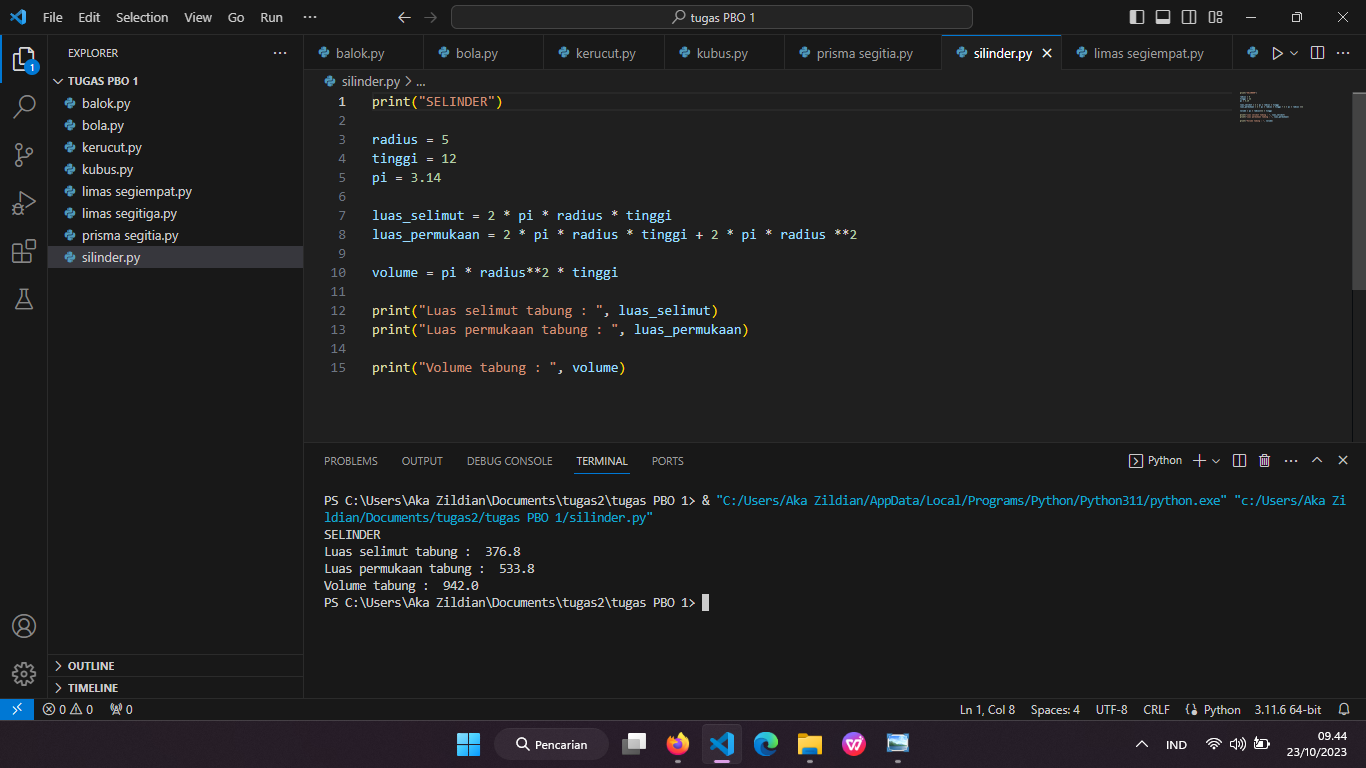 File Edit Selection View Go Run ··· tugas PBO 1
EXPLORER ···
TUGAS PBO 1
balok.py
bola.py
kerucut.py
kubus.py
limas segiempat.py
limas segitiga.py
prisma segitia.py
silinder.py
OUTLINE
TIMELINE
1
balok.py bola.py kerucut.py kubus.py prisma segitia.py silinder.py limas segiempat.py ···
silinder.py > ...
1 print("SELINDER")
2
3 radius = 5
4 tinggi = 12
5 pi = 3.14
6
7 luas_selimut = 2 * pi * radius * tinggi
8 luas_permukaan = 2 * pi * radius * tinggi + 2 * pi * radius **2
9
10 volume = pi * radius**2 * tinggi
11
12 print("Luas selimut tabung : ", luas_selimut)
13 print("Luas permukaan tabung : ", luas_permukaan)
14
15 print("Volume tabung : ", volume)
PROBLEMS OUTPUT DEBUG CONSOLE TERMINAL PORTS Python ···
PS C:\Users\Aka Zildian\Documents\tugas2\tugas PBO 1> & "C:/Users/Aka Zildian/AppData/Local/Programs/Python/Python311/python.exe" "c:/Users/Aka Zi
ldian/Documents/tugas2/tugas PBO 1/silinder.py"
SELINDER
Luas selimut tabung :  376.8
Luas permukaan tabung :  533.8
Volume tabung :  942.0
PS C:\Users\Aka Zildian\Documents\tugas2\tugas PBO 1>
0 0 0 Ln 1, Col 8 Spaces: 4 UTF-8 CRLF Python 3.11.6 64-bit
Pencarian IND 09.44
23/10/2023